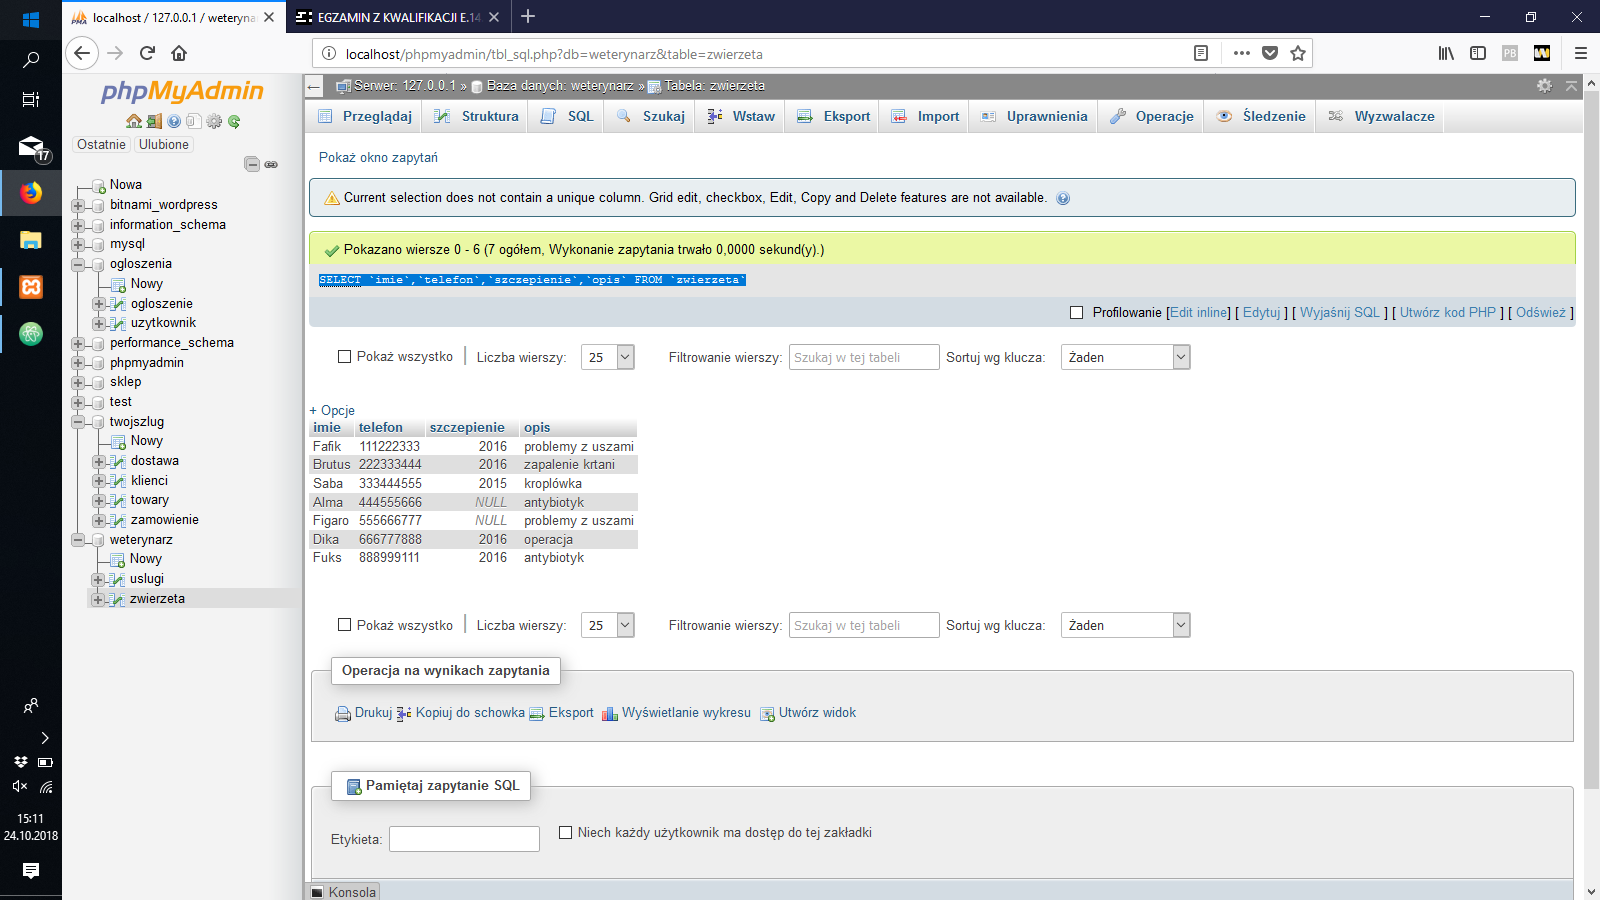 localhost / 127.0.0.1 / weteryna
EGZAMIN Z KWALIFIKACJI E.14
localhost/phpmyadmin/tbl_sql.php?db=weterynarz&table=zwierzeta
phpMyAdmin
Ostatnie Ulubione
Nowa
bitnami_wordpress
information_schema
mysql
ogloszenia
Nowy
ogloszenie
uzytkownik
performance_schema
phpmyadmin
sklep
test
twojszlug
Nowy
dostawa
klienci
towary
zamowienie
weterynarz
Nowy
uslugi
zwierzeta
17
15:11
24.10.2018
Serwer: 127.0.0.1 » Baza danych: weterynarz » Tabela: zwierzeta
Przeglądaj Struktura SQL Szukaj Wstaw Eksport Import Uprawnienia Operacje Śledzenie Wyzwalacze
Pokaż okno zapytań
Current selection does not contain a unique column. Grid edit, checkbox, Edit, Copy and Delete features are not available.
Pokazano wiersze 0 - 6 (7 ogółem, Wykonanie zapytania trwało 0,0000 sekund(y).)
SELECT `imie`,`telefon`,`szczepienie`,`opis` FROM `zwierzeta`
Profilowanie [Edit inline] [ Edytuj ] [ Wyjaśnij SQL ] [ Utwórz kod PHP ] [ Odśwież ]
Pokaż wszystko | Liczba wierszy: 25 Filtrowanie wierszy: Szukaj w tej tabeli Sortuj wg klucza: Żaden
+ Opcje
imie telefon szczepienie opis
Fafik 111222333 2016 problemy z uszami
Brutus 222333444 2016 zapalenie krtani
Saba 333444555 2015 kroplówka
Alma 444555666 NULL antybiotyk
Figaro 555666777 NULL problemy z uszami
Dika 666777888 2016 operacja
Fuks 888999111 2016 antybiotyk
Pokaż wszystko | Liczba wierszy: 25 Filtrowanie wierszy: Szukaj w tej tabeli Sortuj wg klucza: Żaden
Operacja na wynikach zapytania
Drukuj Kopiuj do schowka Eksport Wyświetlanie wykresu Utwórz widok
Pamiętaj zapytanie SQL
Etykieta: Niech każdy użytkownik ma dostęp do tej zakładki
Konsola